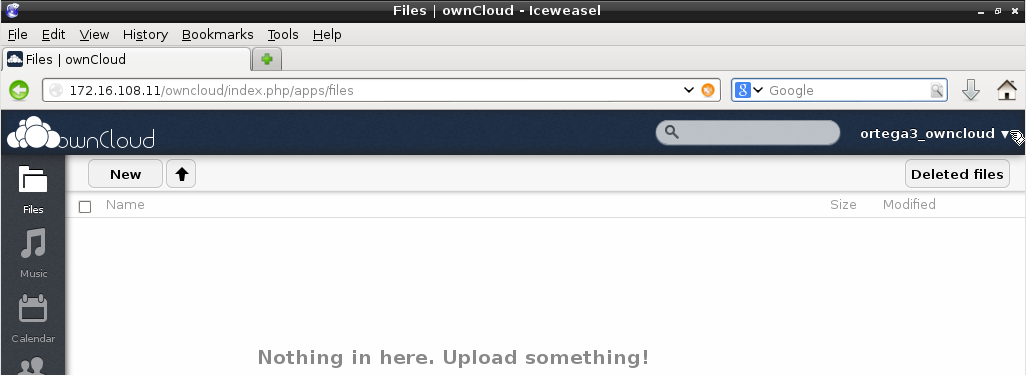 Files | ownCloud - Iceweasel
File Edit View History Bookmarks Tools Help
Files | ownCloud
172.16.108.11/owncloud/index.php/apps/files
8 Google
ownCloud
ortega3_owncloud ▼
New
Deleted files
Name Size Modified
Files
Music
Calendar
Nothing in here. Upload something!